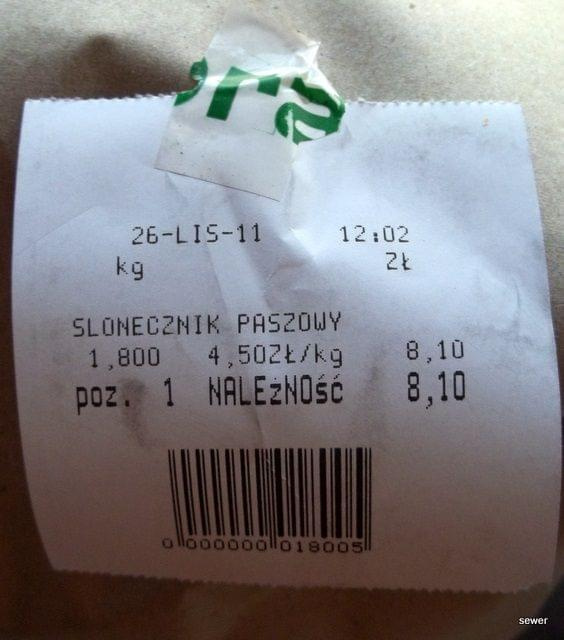 26-LIS-11 12:02
kg ZŁ
SLONECZNIK PASZOWY
1,800 4,50ZŁ/kg 8,10
poz. 1 NALEżNOść 8,10
0 000000 018005
sewer